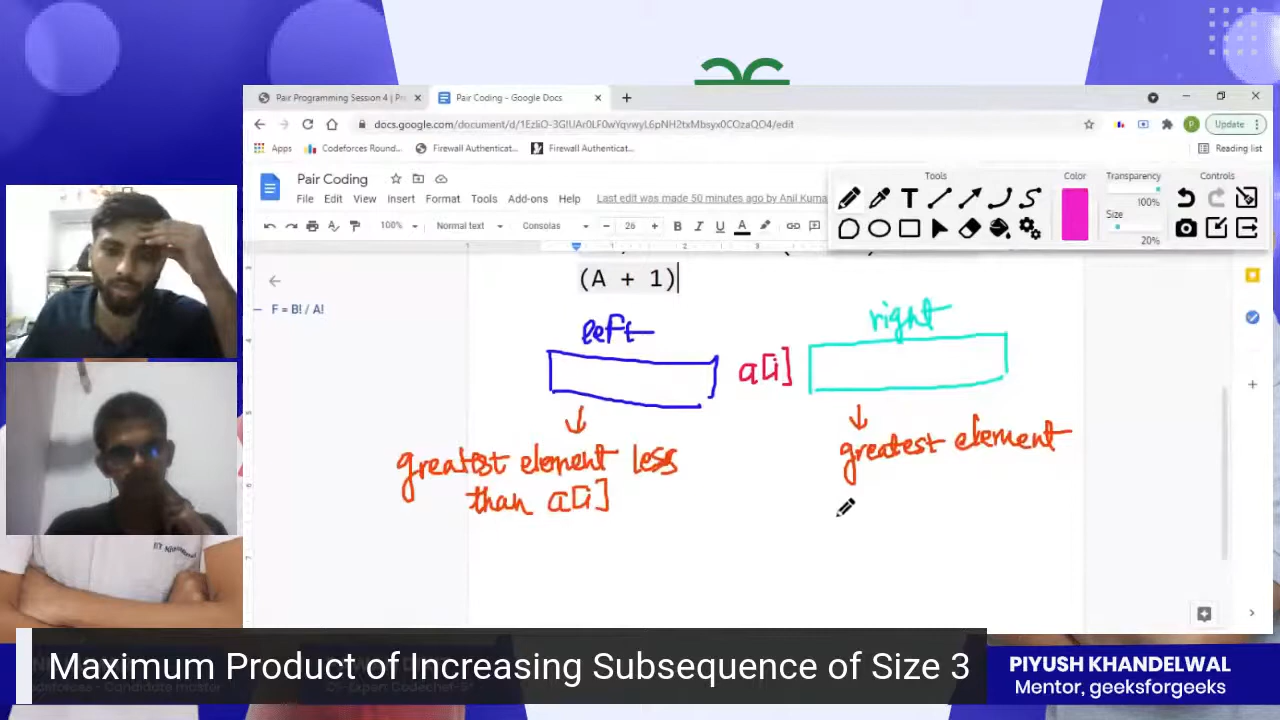 Pair Programming Session 4 | Pr
Pair Coding - Google Docs
docs.google.com/document/d/1EzliO-3GIUAr0LF0wYqvwyL6pNH2txMbsyx0COzaQO4/edit
Update
Apps
Codeforces Round...
Firewall Authenticat...
Firewall Authenticat...
Reading list
Pair Coding
File Edit View Insert Format Tools Add-ons Help
Last edit was made 50 minutes ago by Anil Kuma
Tools
Color
Transparency
Controls
100%
Size
20%
100%
Normal text
Consolas
26
B I U A
(A + 1)
F = B! / A!
left
right
a[i]
greatest element less
than a[i]
greatest element
Maximum Product of Increasing Subsequence of Size 3
PIYUSH KHANDELWAL
Mentor, geeksforgeeks